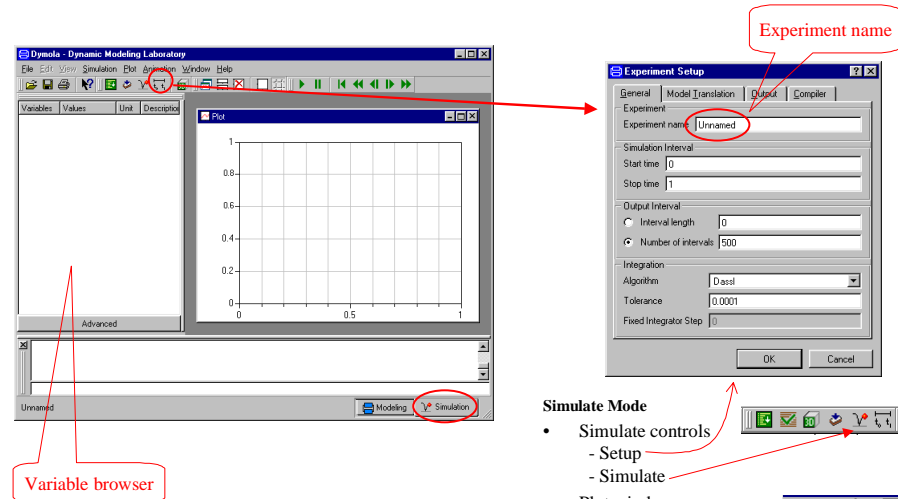 Experiment name
Dymola - Dynamic Modeling Laboratory
File Edit View Simulation Plot Animation Window Help
Variables Values Unit Description
Plot
1
0.8
0.6
0.4
0.2
0
0 0.5 1
Advanced
Unnamed
Modeling Simulation
Variable browser
Experiment Setup
General Model Translation Output Compiler
Experiment
Experiment name Unnamed
Simulation Interval
Start time 0
Stop time 1
Output Interval
Interval length 0
Number of intervals 500
Integration
Algorithm Dassl
Tolerance 0.0001
Fixed Integrator Step 0
OK Cancel
Simulate Mode
• Simulate controls
- Setup
- Simulate